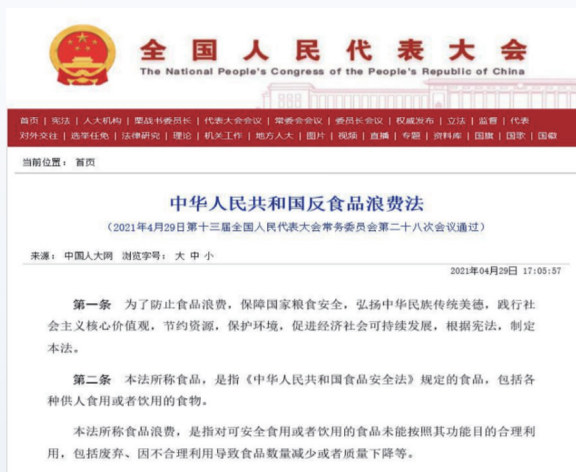 全国人民代表大会
The National People's Congress of the People's Republic of China
首页 | 宪法 | 人大机构 | 栗战书委员长 | 代表大会会议 | 常委会会议 | 委员长会议 | 权威发布 | 立法 | 监督 | 代表
对外交往 | 选举任免 | 法律研究 | 理论 | 机关工作 | 地方人大 | 图片 | 视频 | 直播 | 专题 | 资料库 | 国旗 | 国歌 | 国徽
当前位置： 首页
中华人民共和国反食品浪费法
（2021年4月29日第十三届全国人民代表大会常务委员会第二十八次会议通过）
来源： 中国人大网 浏览字号： 大 中 小
2021年04月29日 17:05:57
第一条 为了防止食品浪费，保障国家粮食安全，弘扬中华民族传统美德，践行社
会主义核心价值观，节约资源，保护环境，促进经济社会可持续发展，根据宪法，制定
本法。
第二条 本法所称食品，是指《中华人民共和国食品安全法》规定的食品，包括各
种供人食用或者饮用的食物。
本法所称食品浪费，是指对可安全食用或者饮用的食品未能按照其功能目的合理利
用，包括废弃、因不合理利用导致食品数量减少或者质量下降等。